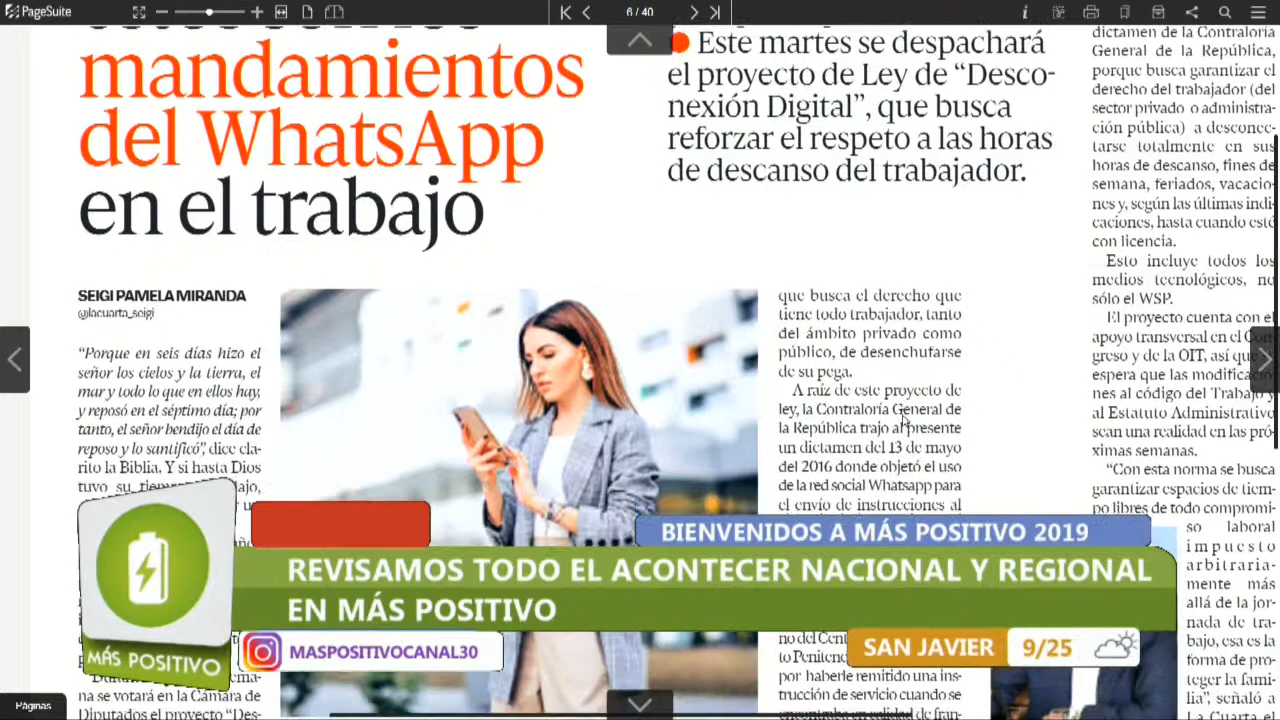 PageSuite
6 / 40
mandamientos
del WhatsApp
en el trabajo
Este martes se despachará
el proyecto de Ley de “Desco-
nexión Digital”, que busca
reforzar el respeto a las horas
de descanso del trabajador.
SEIGI PAMELA MIRANDA
@lacuarta_seigi
“Porque en seis días hizo el
señor los cielos y la tierra, el
mar y todo lo que en ellos hay,
y reposó en el séptimo día; por
tanto, el señor bendijo el día de
reposo y lo santificó”, dice cla-
rito la Biblia. Y si hasta Dios
tuvo su
na se votará en la Cámara de
Diputados el proyecto “Des-
que busca el derecho que
tiene todo trabajador, tanto
del ámbito privado como
público, de desenchufarse
de su pega.
A raíz de este proyecto de
ley, la Contraloría General de
la República trajo al presente
un dictamen del 13 de mayo
del 2016 donde objetó el uso
de la red social Whatsapp para
el envío de instrucciones al
no del
to Peniten
por haberle remitido una ins-
trucción de servicio cuando se
dictamen de la Contraloría
General de la República,
porque busca garantizar el
derecho del trabajador (del
sector privado o administra-
ción pública) a desconec-
tarse totalmente en sus
horas de descanso, fines de
semana, feriados, vacacio-
nes y, según las últimas indi-
caciones, hasta cuando esté
con licencia.
Esto incluye todos los
medios tecnológicos, no
sólo el WSP.
El proyecto cuenta con el
apoyo transversal en el Con-
greso y de la OIT, así que
espera que las modificacio-
nes al código del Trabajo y
al Estatuto Administrativo
sean una realidad en las pró-
ximas semanas.
“Con esta norma se busca
garantizar espacios de tiem-
po libres de todo compromi-
so laboral
impuesto
arbitraria-
mente más
allá de la jor-
nada de tra-
bajo, esa es la
forma de pro-
teger la fami-
lia”, señaló a
La Cuarta el
BIENVENIDOS A MÁS POSITIVO 2019
REVISAMOS TODO EL ACONTECER NACIONAL Y REGIONAL
EN MÁS POSITIVO
MASPOSITIVOCANAL30
SAN JAVIER 9/25
MÁS POSITIVO
Páginas